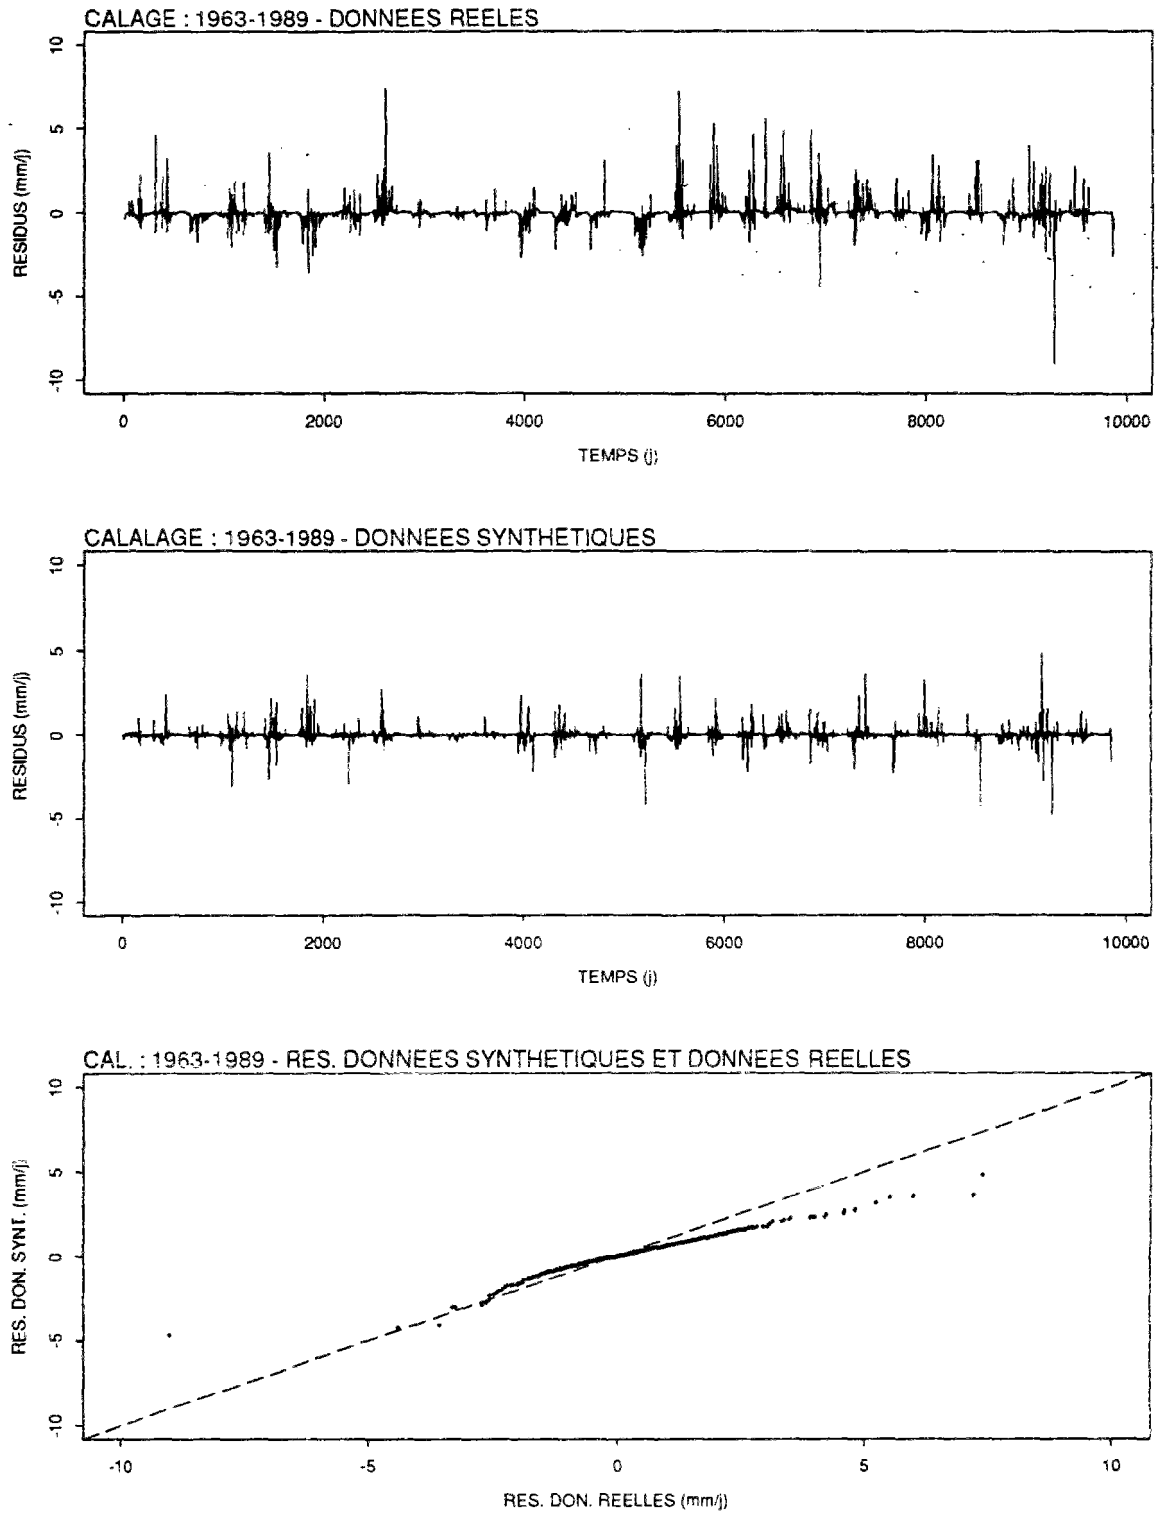 CALAGE : 1963-1989 - DONNEES REELES
RESIDUS (mm/j)
10
5
0
-5
-10
0 2000 4000 6000 8000 10000
TEMPS (j)
CALALAGE : 1963-1989 - DONNEES SYNTHETIQUES
RESIDUS (mm/j)
10
5
0
-5
-10
0 2000 4000 6000 8000 10000
TEMPS (j)
CAL. : 1963-1989 - RES. DONNEES SYNTHETIQUES ET DONNEES REELLES
RES. DON. SYNT. (mm/j)
10
5
0
-5
-10
-10 -5 0 5 10
RES. DON. REELLES (mm/j)